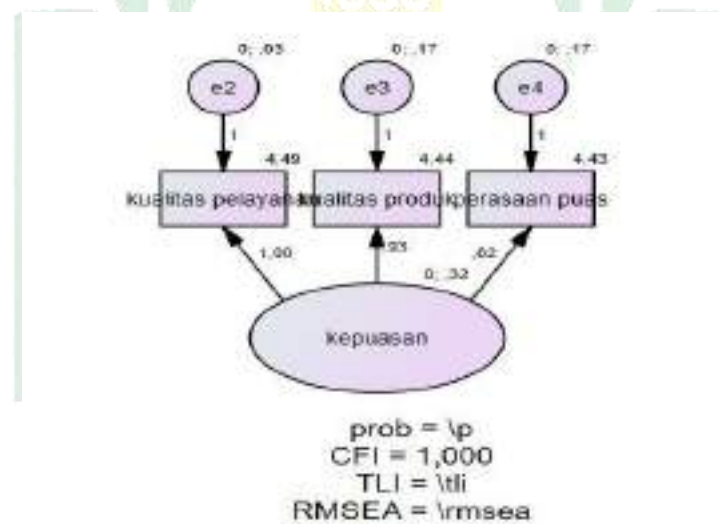 0; .03 0; .17 0; .17
e2 e3 e4
1 1 1
4.49 4.44 4.43
kualitas pelayanan kualitas produk perasaan puas
1,00 .93 .62
0; .32
kepuasan
prob = \p
CFI = 1,000
TLI = \tli
RMSEA = \rmsea